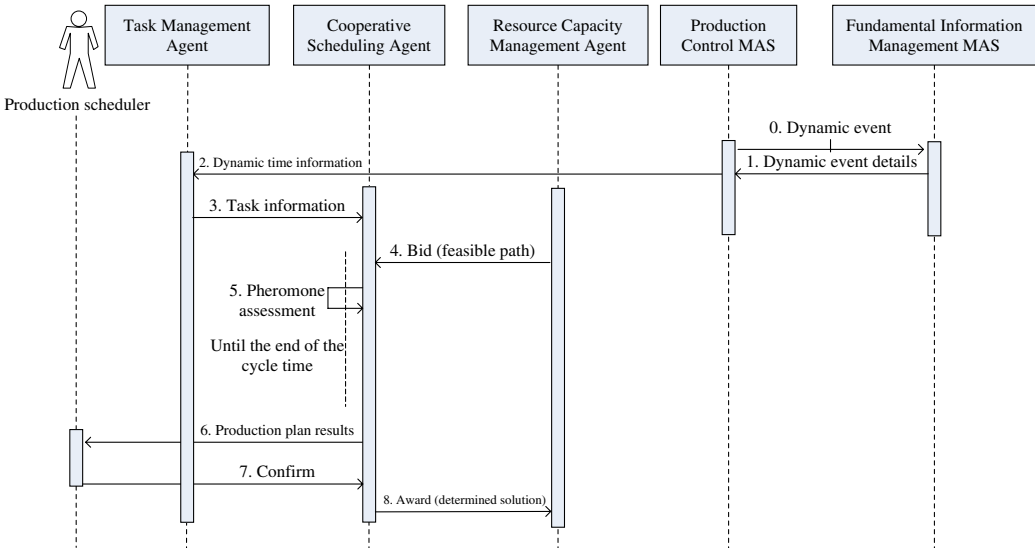 Task Management
Agent
Cooperative
Scheduling Agent
Resource Capacity
Management Agent
Production
Control MAS
Fundamental Information
Management MAS
Production scheduler
0. Dynamic event
1. Dynamic event details
2. Dynamic time information
3. Task information
4. Bid (feasible path)
5. Pheromone
assessment
Until the end of the
cycle time
6. Production plan results
7. Confirm
8. Award (determined solution)